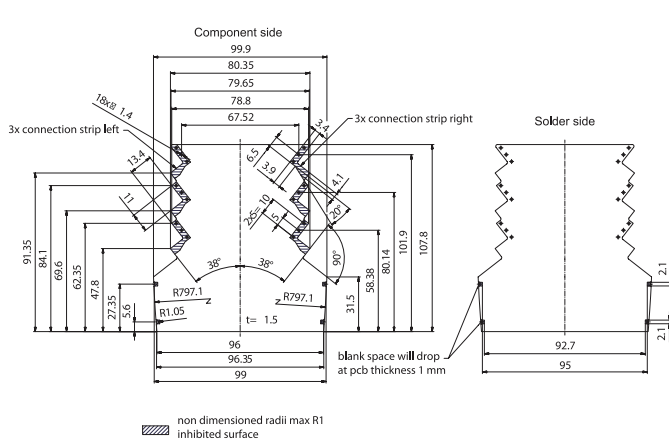 Component side
99.9
80.35
79.65
78.8
67.52
18x 1.4
3x connection strip left
3x connection strip right
Solder side
13.4
11
6.5
3.4
3.9
4.1
2x5= 10
5
20°
90°
38°
38°
91.35
84.1
69.6
62.35
47.8
27.35
5.6
31.5
58.38
80.14
101.9
107.8
R797.1
R797.1
z
z
R1.05
t= 1.5
96
96.35
99
2.1
2.1
92.7
95
blank space will drop
at pcb thickness 1 mm
non dimensioned radii max R1
inhibited surface